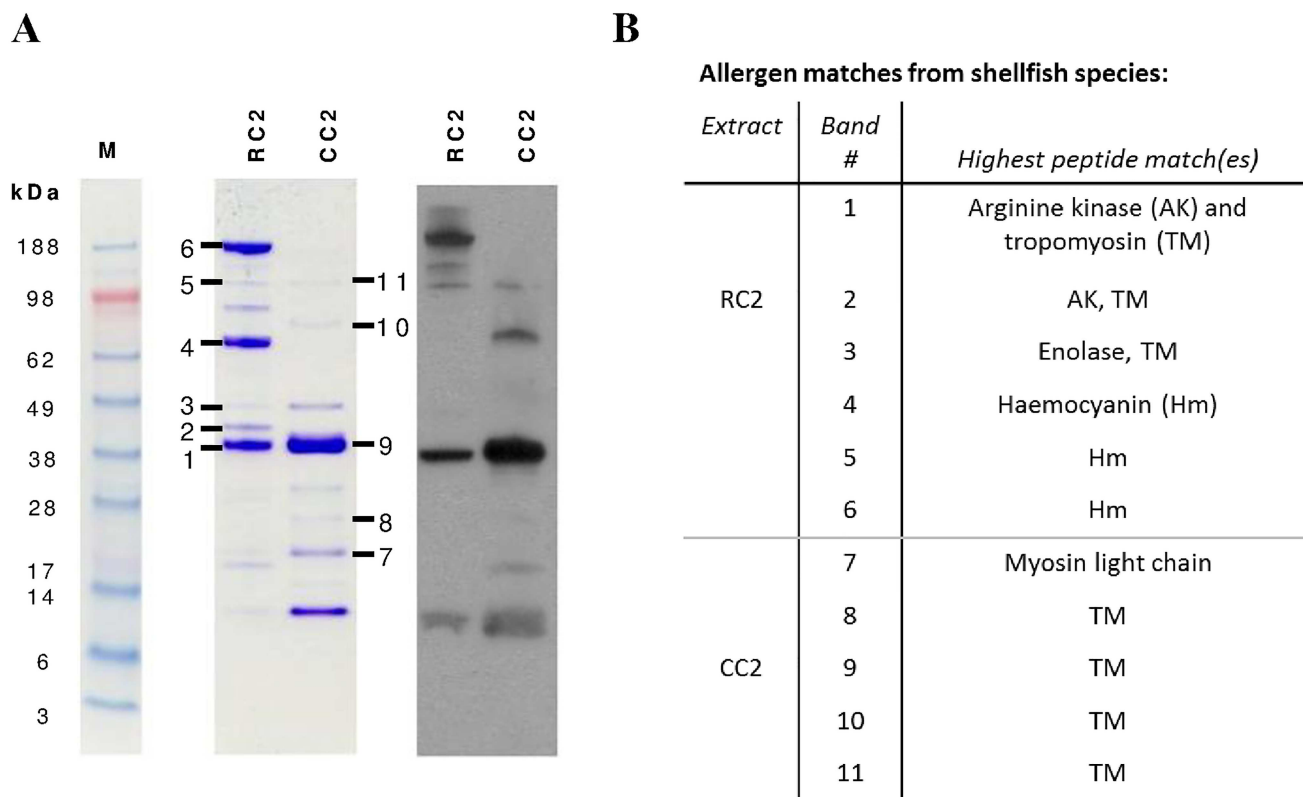 A
M
RC2
CC2
RC2
CC2
kDa
188
98
62
49
38
28
17
14
6
3
6
5
4
3
2
1
11
10
9
8
7
B
Allergen matches from shellfish species:
Extract Band # Highest peptide match(es)
1 Arginine kinase (AK) and
tropomyosin (TM)
RC2 2 AK, TM
3 Enolase, TM
4 Haemocyanin (Hm)
5 Hm
6 Hm
7 Myosin light chain
8 TM
CC2 9 TM
10 TM
11 TM